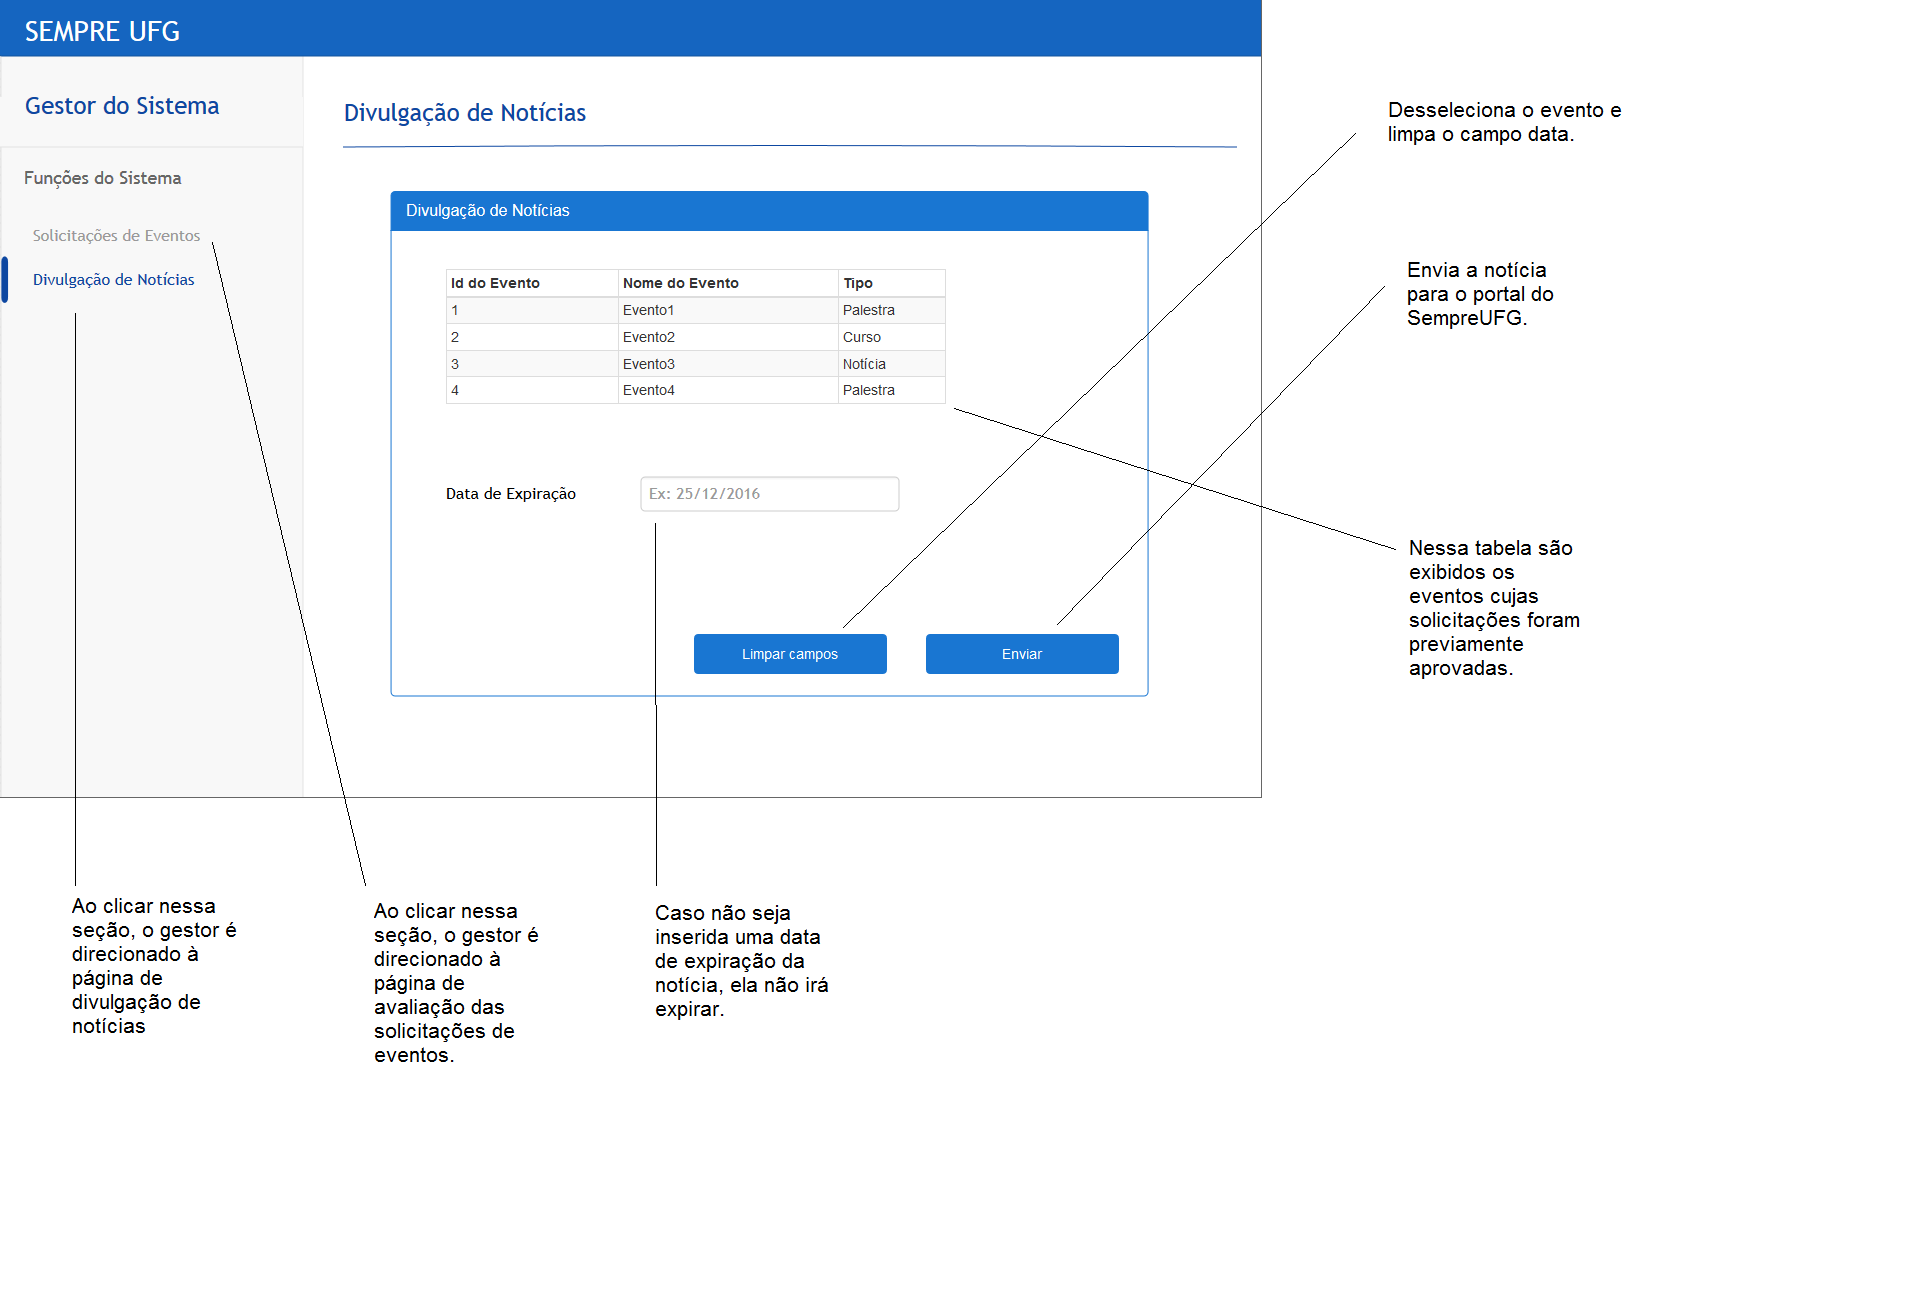 SEMPRE UFG
Gestor do Sistema
Funções do Sistema
Solicitações de Eventos
Divulgação de Notícias
Divulgação de Notícias
Divulgação de Notícias
Id do Evento Nome do Evento Tipo
1 Evento1 Palestra
2 Evento2 Curso
3 Evento3 Notícia
4 Evento4 Palestra
Data de Expiração Ex: 25/12/2016
Limpar campos Enviar
Desseleciona o evento e
limpa o campo data.
Envia a notícia
para o portal do
SempreUFG.
Nessa tabela são
exibidos os
eventos cujas
solicitações foram
previamente
aprovadas.
Ao clicar nessa
seção, o gestor é
direcionado à
página de
divulgação de
notícias
Ao clicar nessa
seção, o gestor é
direcionado à
página de
avaliação das
solicitações de
eventos.
Caso não seja
inserida uma data
de expiração da
notícia, ela não irá
expirar.